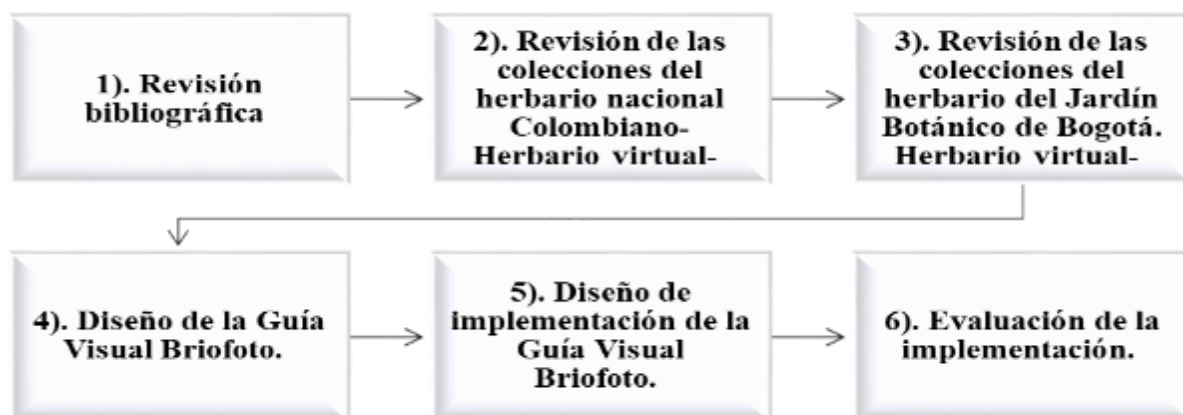 1). Revisión
bibliográfica
2). Revisión de las
colecciones del
herbario nacional
Colombiano-
Herbario virtual-
3). Revisión de las
colecciones del
herbario del Jardín
Botánico de Bogotá.
Herbario virtual-
4). Diseño de la Guía
Visual Briofoto.
5). Diseño de
implementación de la
Guía Visual
Briofoto.
6). Evaluación de la
implementación.